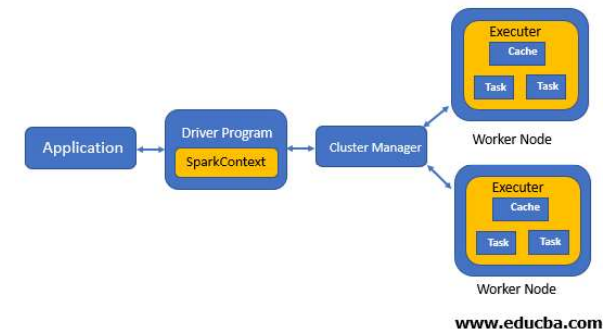 Executer
Cache
Task Task
Worker Node
Application
Driver Program
SparkContext
Cluster Manager
Executer
Cache
Task Task
Worker Node
www.educba.com